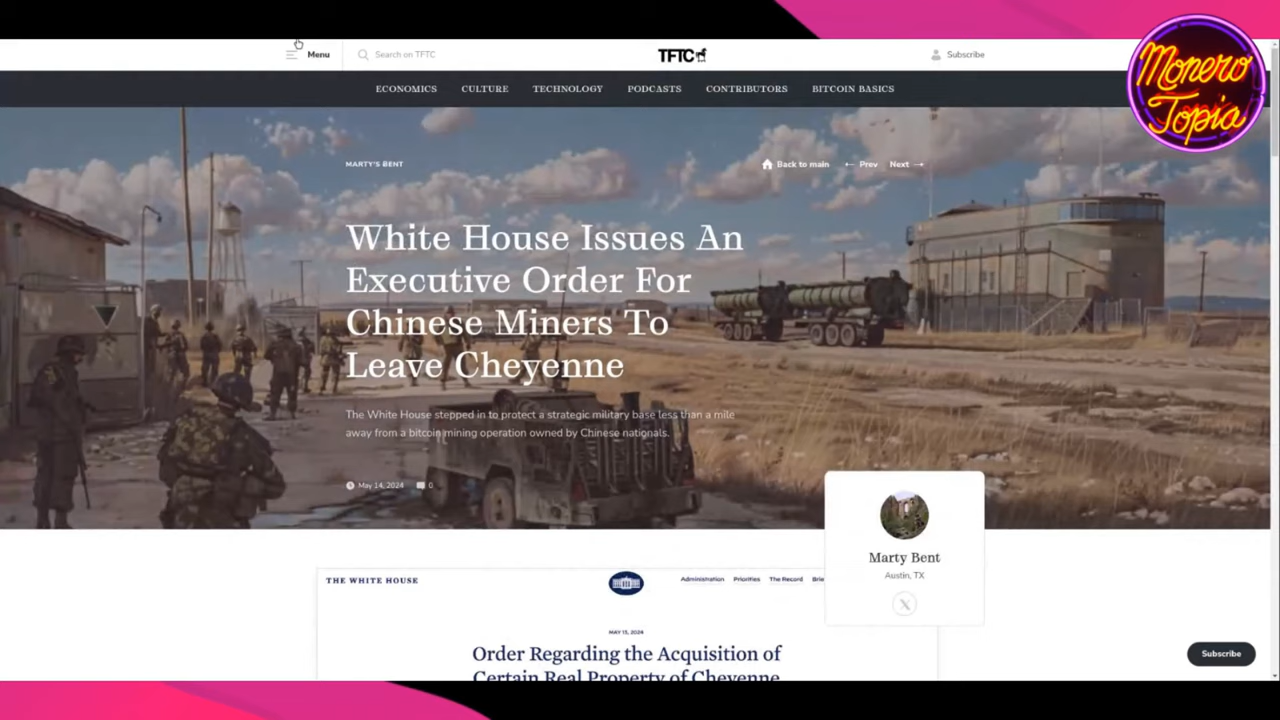 Menu
Search on TFTC
TFTC
Subscribe
Monero
Topia
ECONOMICS
CULTURE
TECHNOLOGY
PODCASTS
CONTRIBUTORS
BITCOIN BASICS
MARTY'S BENT
Back to main
← Prev
Next →
White House Issues An
Executive Order For
Chinese Miners To
Leave Cheyenne
The White House stepped in to protect a strategic military base less than a mile
away from a bitcoin mining operation owned by Chinese nationals.
May 14, 2024
0
Marty Bent
Austin, TX
THE WHITE HOUSE
Administration
Priorities
The Record
Brie
MAY 13, 2024
Order Regarding the Acquisition of
Certain Real Property of Cheyenne
Subscribe